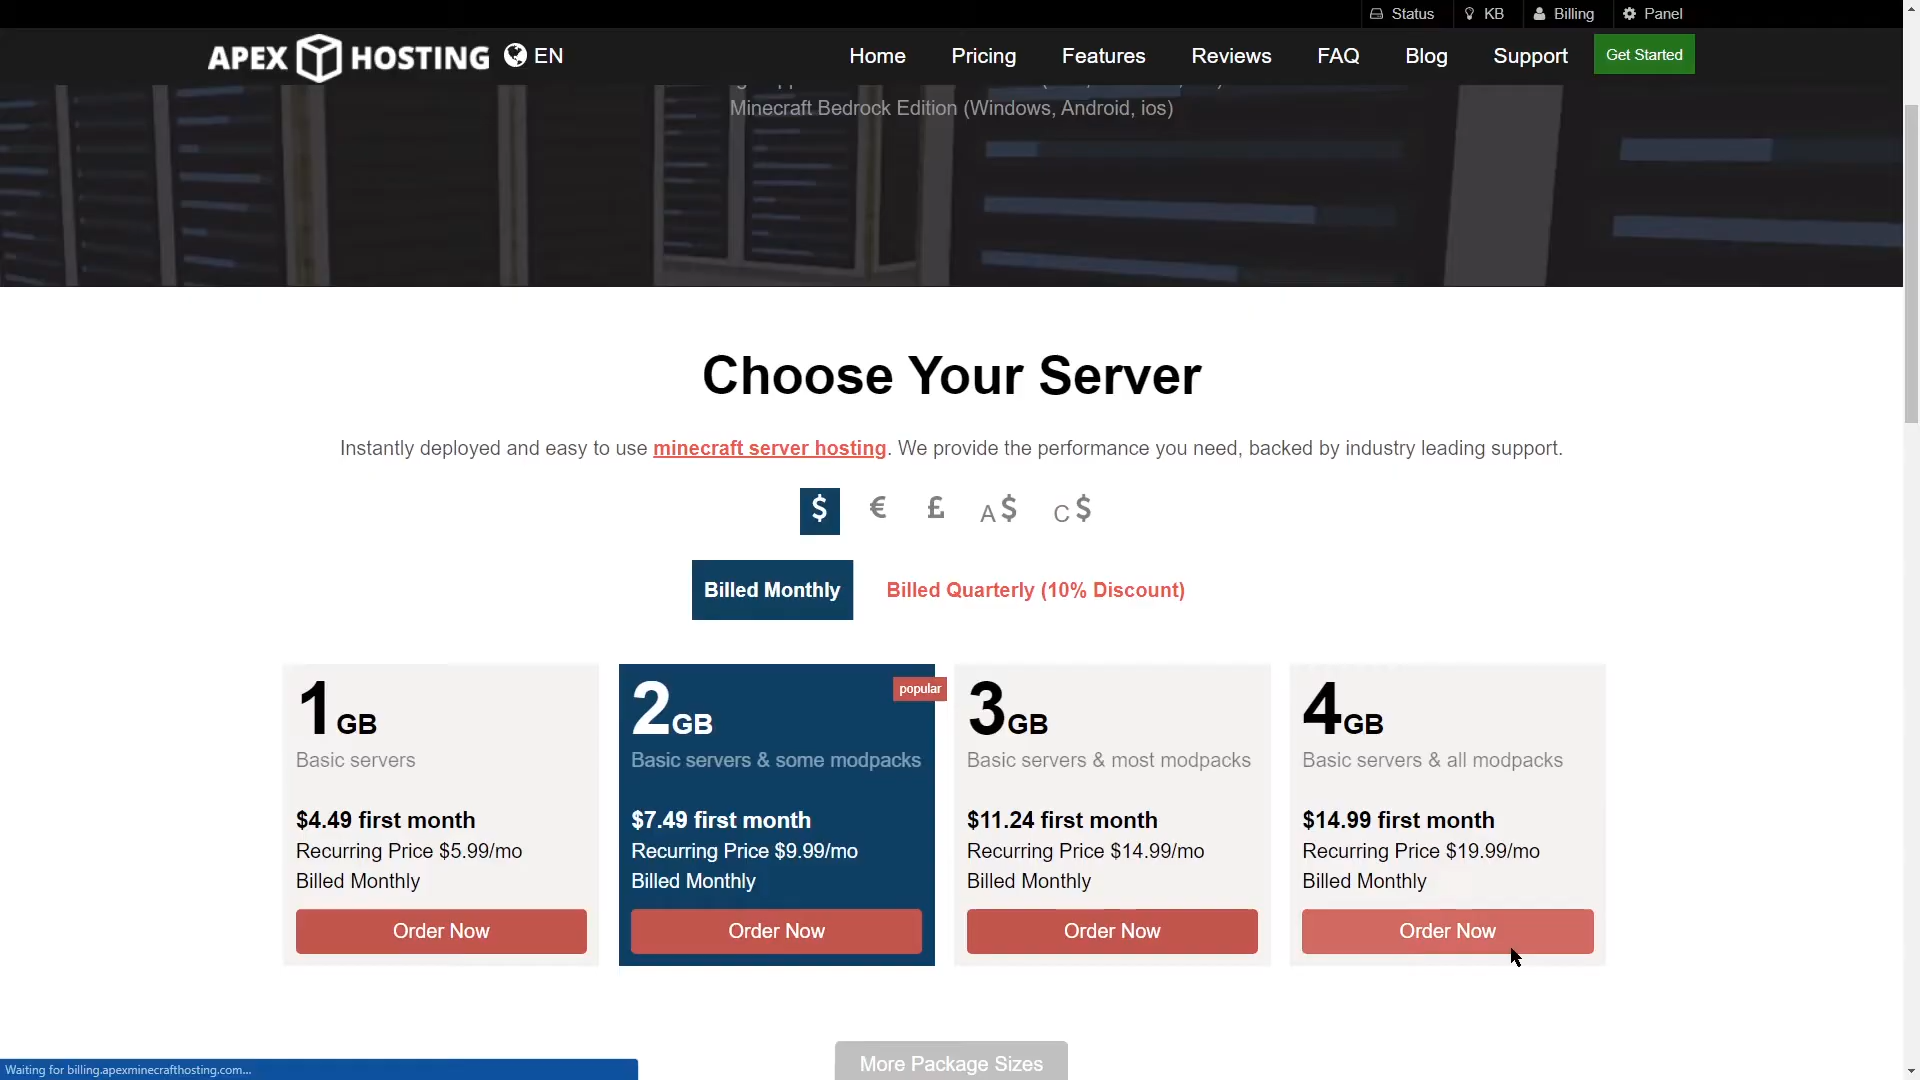 Status KB Billing Panel
APEX HOSTING EN Home Pricing Features Reviews FAQ Blog Support Get Started
Minecraft Bedrock Edition (Windows, Android, ios)
Choose Your Server
Instantly deployed and easy to use minecraft server hosting. We provide the performance you need, backed by industry leading support.
$ € £ A$ C$
Billed Monthly Billed Quarterly (10% Discount)
1GB
Basic servers
$4.49 first month
Recurring Price $5.99/mo
Billed Monthly
Order Now
popular
2GB
Basic servers & some modpacks
$7.49 first month
Recurring Price $9.99/mo
Billed Monthly
Order Now
3GB
Basic servers & most modpacks
$11.24 first month
Recurring Price $14.99/mo
Billed Monthly
Order Now
4GB
Basic servers & all modpacks
$14.99 first month
Recurring Price $19.99/mo
Billed Monthly
Order Now
More Package Sizes
Waiting for billing.apexminecrafthosting.com...